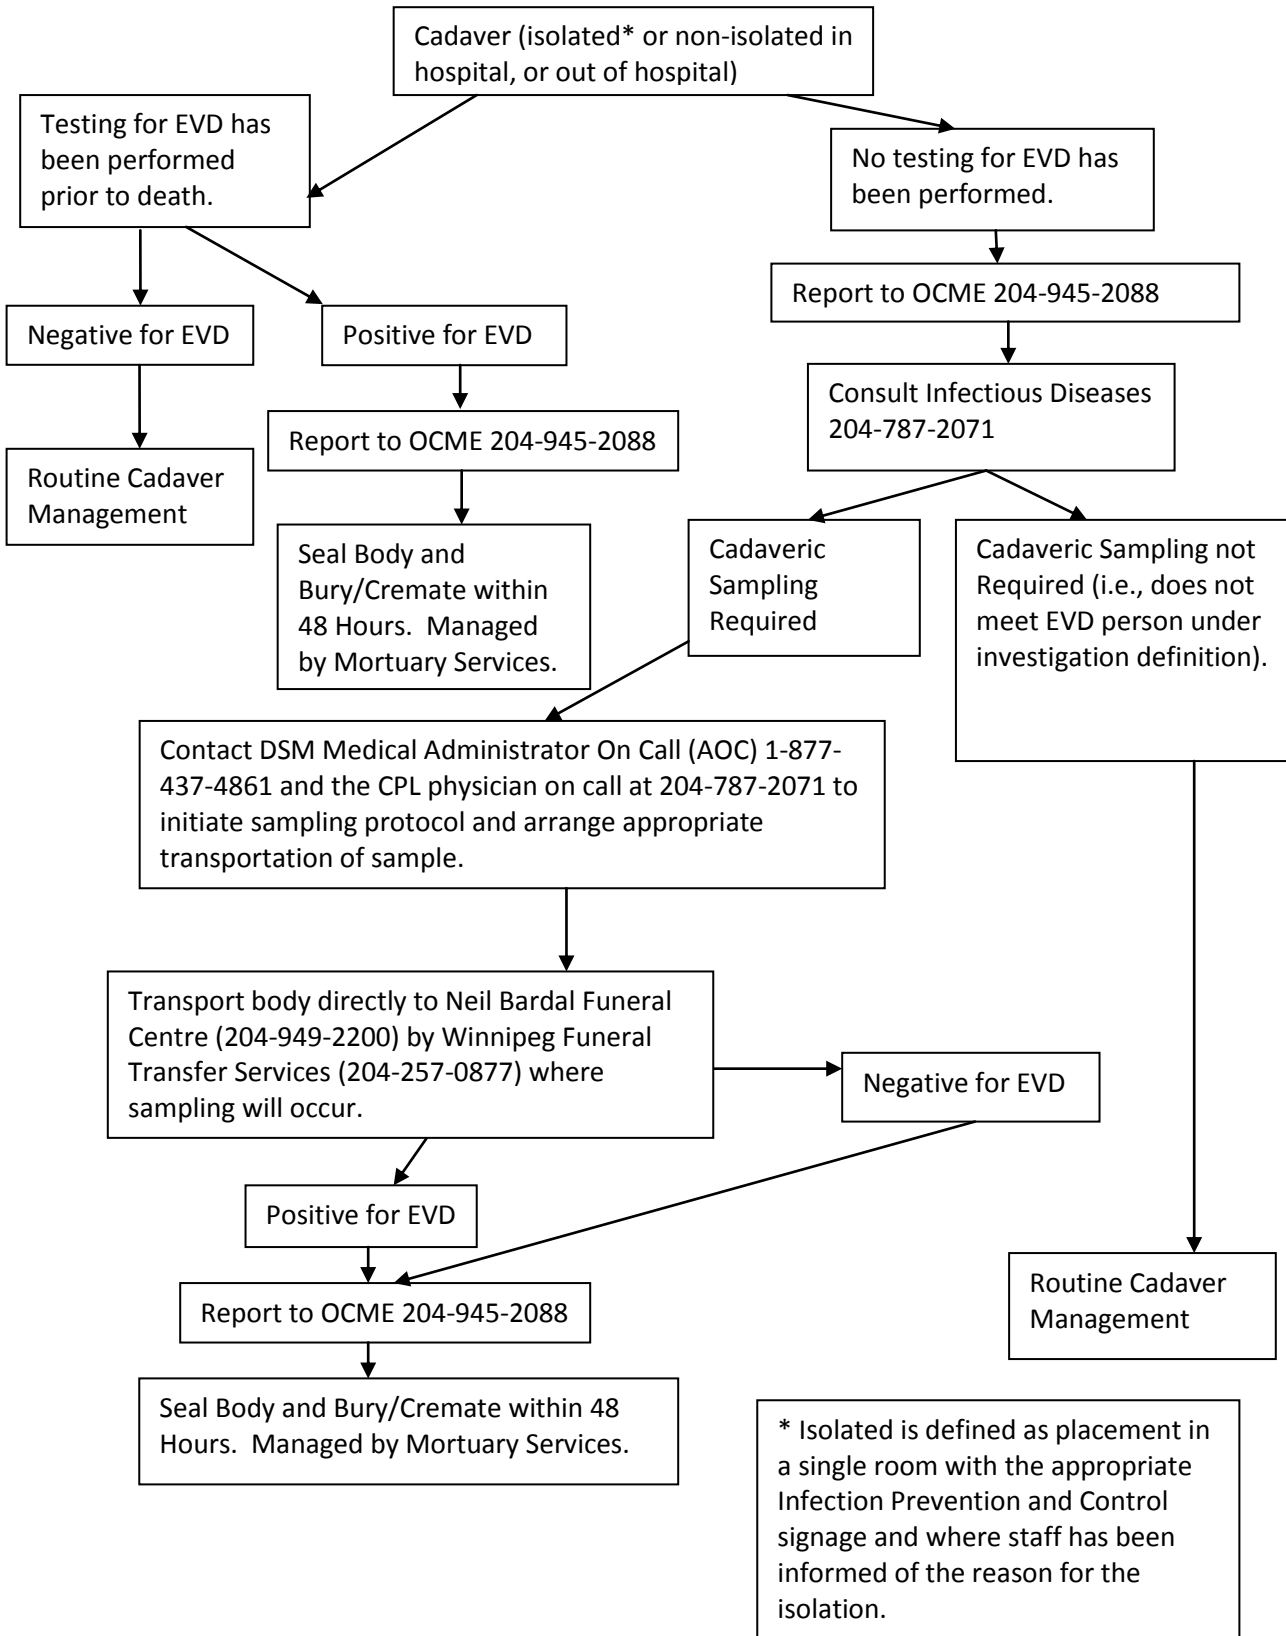 Cadaver (isolated* or non-isolated in
hospital, or out of hospital)
Testing for EVD has
been performed
prior to death.
No testing for EVD has
been performed.
Negative for EVD
Positive for EVD
Report to OCME 204-945-2088
Routine Cadaver
Management
Report to OCME 204-945-2088
Seal Body and
Bury/Cremate within
48 Hours.  Managed
by Mortuary Services.
Consult Infectious Diseases
204-787-2071
Cadaveric
Sampling
Required
Cadaveric Sampling not
Required (i.e., does not
meet EVD person under
investigation definition).
Contact DSM Medical Administrator On Call (AOC) 1-877-
437-4861 and the CPL physician on call at 204-787-2071 to
initiate sampling protocol and arrange appropriate
transportation of sample.
Transport body directly to Neil Bardal Funeral
Centre (204-949-2200) by Winnipeg Funeral
Transfer Services (204-257-0877) where
sampling will occur.
Negative for EVD
Positive for EVD
Report to OCME 204-945-2088
Seal Body and Bury/Cremate within 48
Hours.  Managed by Mortuary Services.
Routine Cadaver
Management
* Isolated is defined as placement in
a single room with the appropriate
Infection Prevention and Control
signage and where staff has been
informed of the reason for the
isolation.